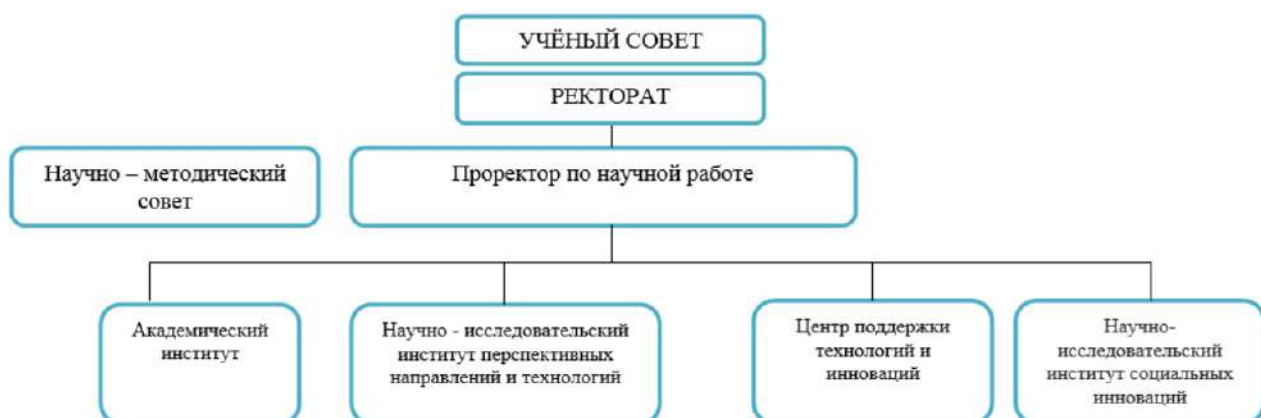 УЧЁНЫЙ СОВЕТ
РЕКТОРАТ
Научно – методический
совет
Проректор по научной работе
Академический
институт
Научно - исследовательский
институт перспективных
направлений и технологий
Центр поддержки
технологий и
инноваций
Научно-
исследовательский
институт социальных
инноваций